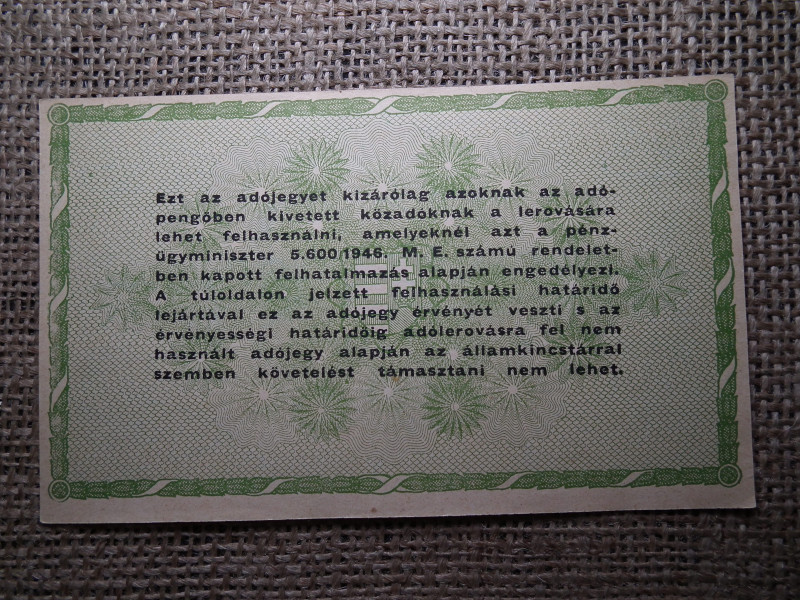 Ezt az adójegyet kizárólag azoknak az adó-
pengőben kivetett közadóknak a lerovására
lehet felhasználni, amelyeknél azt a pénz-
ügyminiszter 5.600/1946. M. E. számú rendelet-
ben kapott felhatalmazás alapján engedélyezi.
A túloldalon jelzett felhasználási határidő
lejártával ez az adójegy érvényét veszti s az
érvényességi határidőig adólerovásra fel nem
használt adójegy alapján az államkincstárral
szemben követelést támasztani nem lehet.